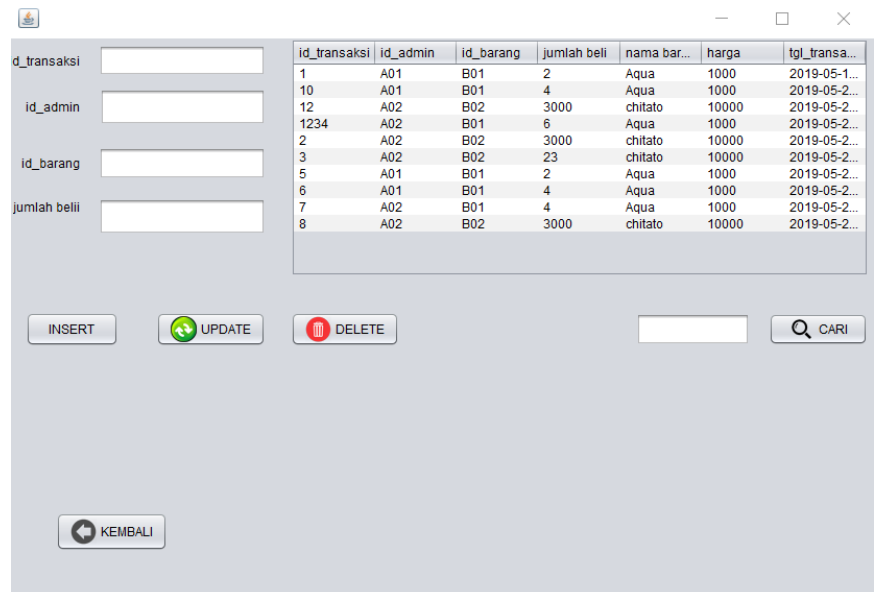 d_transaksi
id_admin
id_barang
jumlah belii
id_transaksi id_admin id_barang jumlah beli nama bar... harga tgl_transa...
1 A01 B01 2 Aqua 1000 2019-05-1...
10 A01 B01 4 Aqua 1000 2019-05-2...
12 A02 B02 3000 chitato 10000 2019-05-2...
1234 A02 B01 6 Aqua 1000 2019-05-2...
2 A02 B02 3000 chitato 10000 2019-05-2...
3 A02 B02 23 chitato 10000 2019-05-2...
5 A01 B01 2 Aqua 1000 2019-05-2...
6 A01 B01 4 Aqua 1000 2019-05-2...
7 A02 B01 4 Aqua 1000 2019-05-2...
8 A02 B02 3000 chitato 10000 2019-05-2...
INSERT UPDATE DELETE CARI
KEMBALI